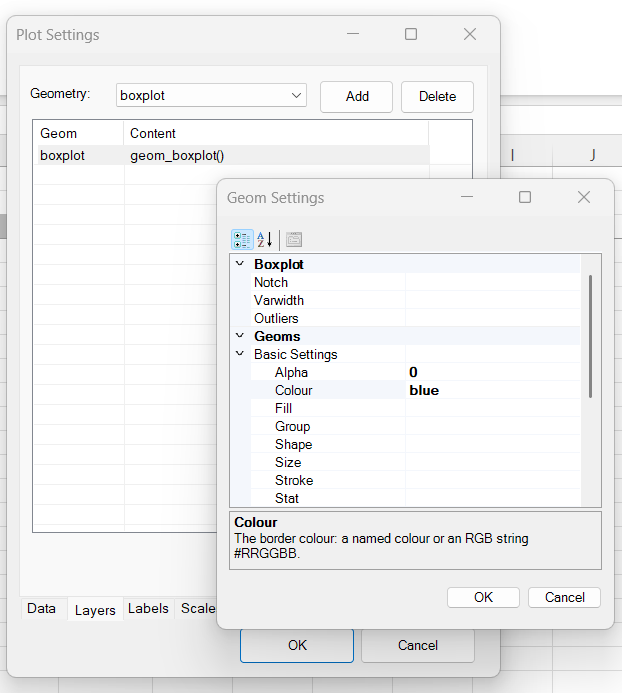 Plot Settings
Geometry:
boxplot
Add
Delete
Geom Content
boxplot geom_boxplot()
I J
Geom Settings
A
Z
Boxplot
Notch
Varwidth
Outliers
Geoms
Basic Settings
Alpha 0
Colour blue
Fill
Group
Shape
Size
Stroke
Stat
Colour
The border colour: a named colour or an RGB string
#RRGGBB.
OK Cancel
Data Layers Labels Scale
OK Cancel